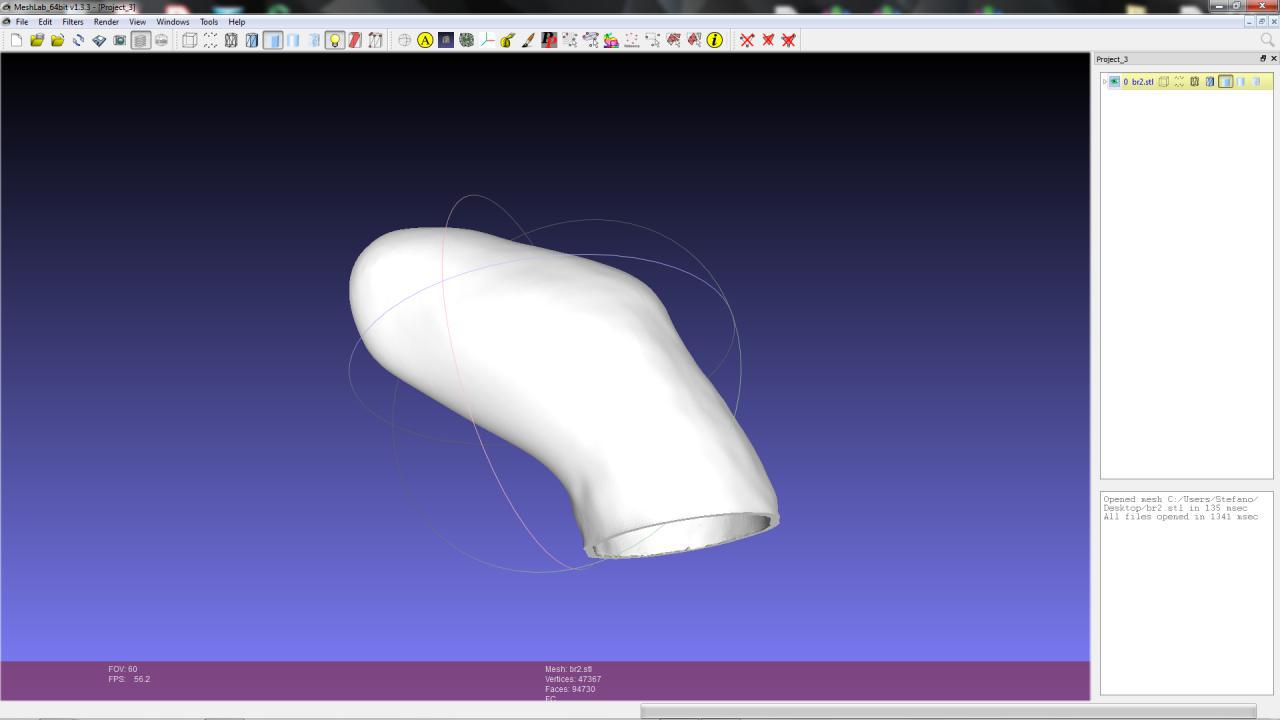 MeshLab_64bit v1.3.3 - [Project_3]
File Edit Filters Render View Windows Tools Help
A
i
Project_3
0 br2.stl
Opened mesh C:/Users/Stefano/
Desktop/br2.stl in 135 msec
All files opened in 1341 msec
FOV: 60
FPS: 56.2
Mesh: br2.stl
Vertices: 47367
Faces: 94730
FC